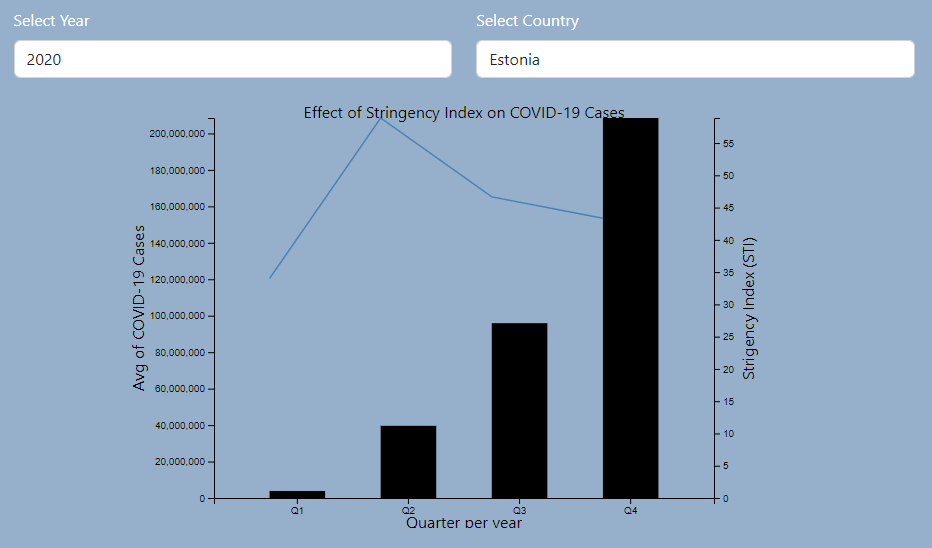 Select Year
Select Country
2020
Estonia
Effect of Stringency Index on COVID-19 Cases
Avg of COVID-19 Cases
200,000,000
180,000,000
160,000,000
140,000,000
120,000,000
100,000,000
80,000,000
60,000,000
40,000,000
20,000,000
0
55
50
45
40
35
30
25
20
15
10
5
0
Strigency Index (STI)
Q1
Q2
Q3
Q4
Quarter per year